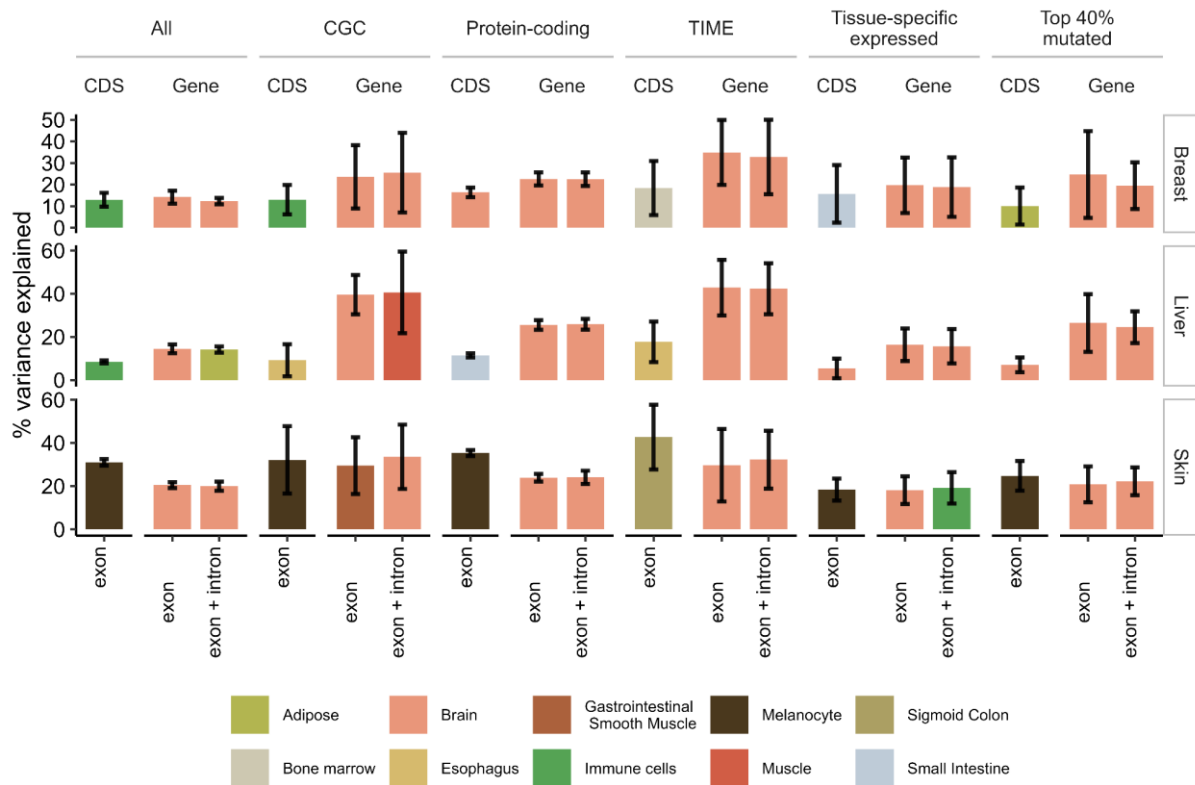 All CGC Protein-coding TIME Tissue-specific expressed Top 40% mutated
CDS Gene CDS Gene CDS Gene CDS Gene CDS Gene CDS Gene
% variance explained
50
40
30
20
10
0
Breast
60
40
20
0
Liver
60
40
20
0
Skin
exon exon exon + intron exon exon exon + intron exon exon exon + intron exon exon exon + intron exon exon exon + intron exon exon exon + intron
Adipose Brain Gastrointestinal Smooth Muscle Melanocyte Sigmoid Colon
Bone marrow Esophagus Immune cells Muscle Small Intestine